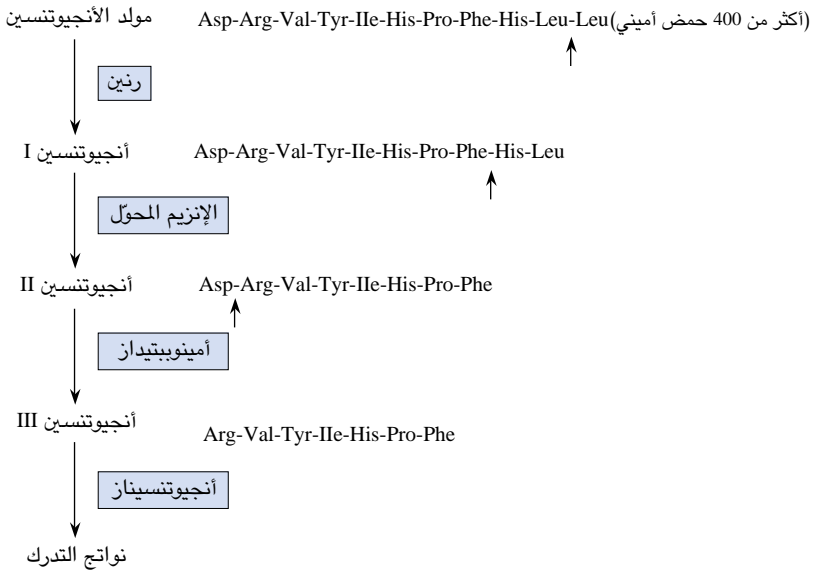 مولد الأنجيوتنسين Asp-Arg-Val-Tyr-IIe-His-Pro-Phe-His-Leu-Leu(أكثر من 400 حمض أميني)
رنين
أنجيوتنسين I Asp-Arg-Val-Tyr-IIe-His-Pro-Phe-His-Leu
الإنزيم المحوّل
أنجيوتنسين II Asp-Arg-Val-Tyr-IIe-His-Pro-Phe
أمينوببتيداز
أنجيوتنسين III Arg-Val-Tyr-IIe-His-Pro-Phe
أنجيوتنسيناز
نواتج التدرك